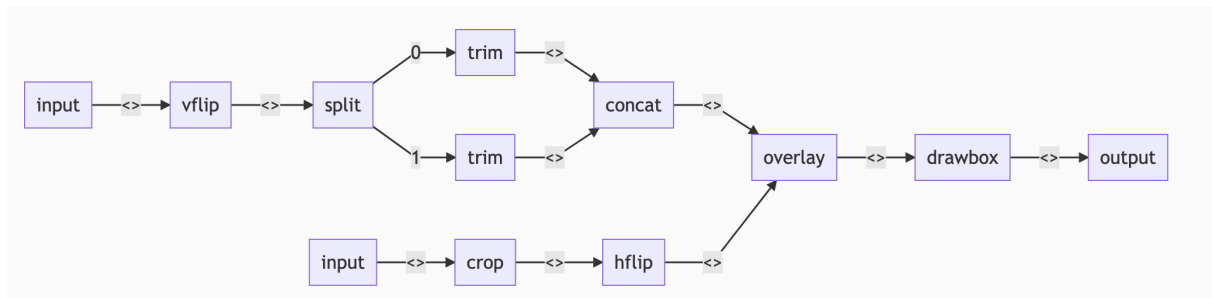 0 trim <>
input <> vflip <> split concat <>
1 trim <> overlay <> drawbox <> output
input <> crop <> hflip <>